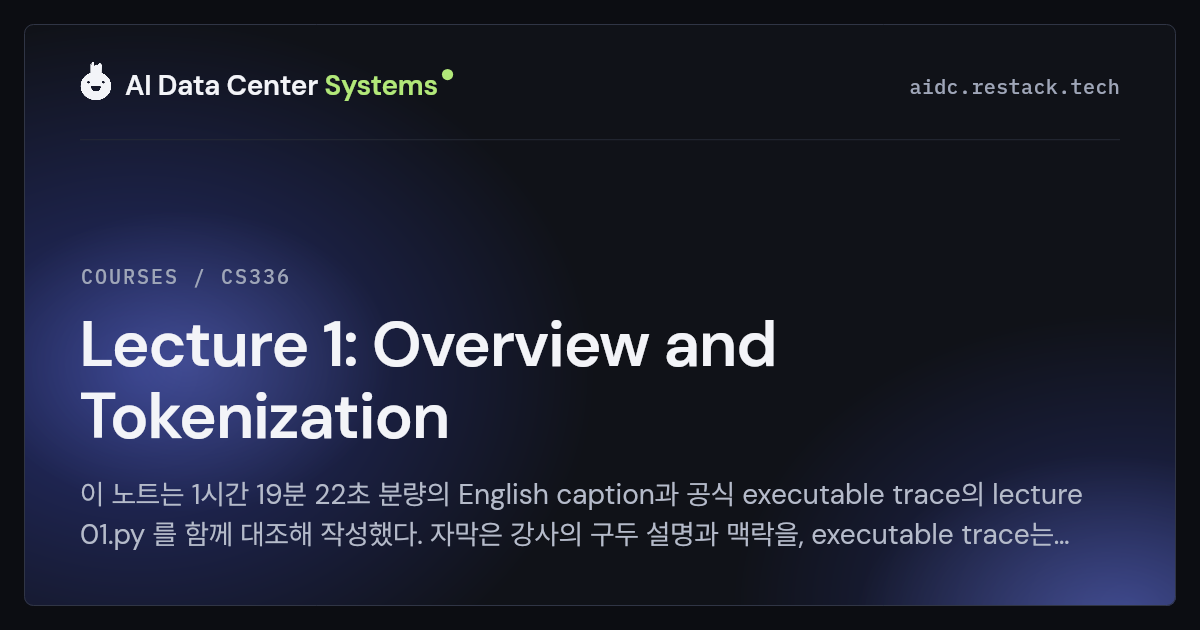 AI Data Center Systems
aidc.restack.tech
COURSES / CS336
Lecture 1: Overview and
Tokenization
이 노트는 1시간 19분 22초 분량의 English caption과 공식 executable trace의 lecture
01.py 를 함께 대조해 작성했다. 자막은 강사의 구두 설명과 맥락을, executable trace는…